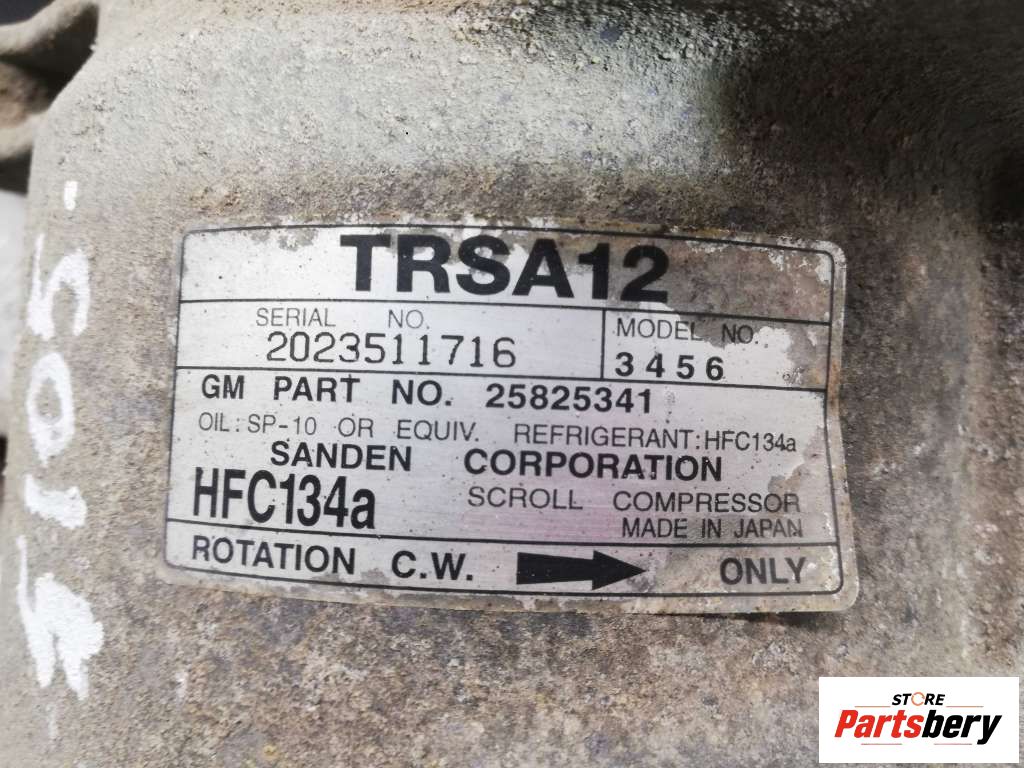 TRSA12
SERIAL NO.
2023511716
MODEL NO.
3456
GM PART NO. 25825341
OIL: SP-10 OR EQUIV. REFRIGERANT: HFC134a
SANDEN CORPORATION
HFC134a SCROLL COMPRESSOR
MADE IN JAPAN
ROTATION C.W. ONLY
105
STORE
Partsbery